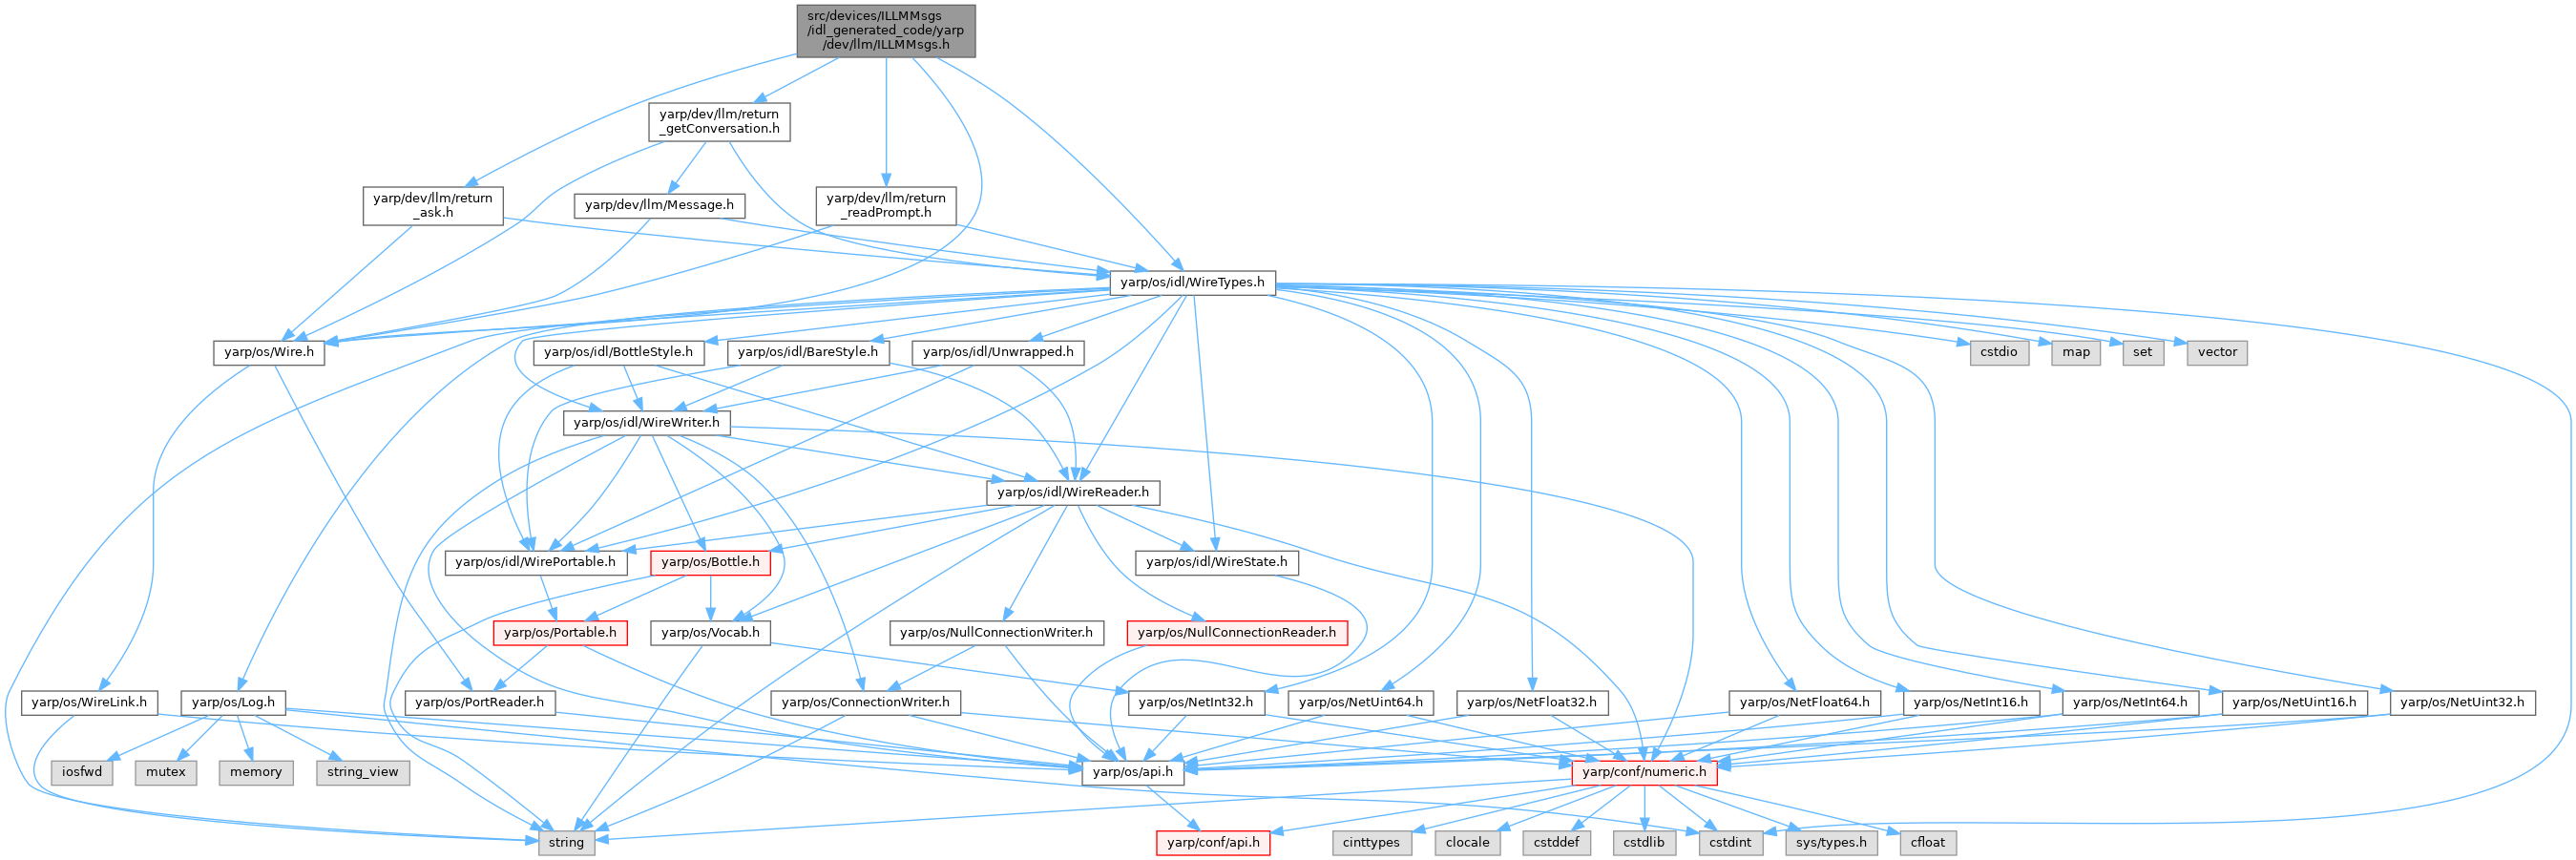 src/devices/ILLMMsgs
/idl_generated_code/yarp
/dev/llm/ILLMMsgs.h
yarp/dev/llm/return
_getConversation.h
yarp/dev/llm/return
_ask.h
yarp/dev/llm/Message.h
yarp/dev/llm/return
_readPrompt.h
yarp/os/idl/WireTypes.h
yarp/os/Wire.h
yarp/os/idl/BottleStyle.h
yarp/os/idl/BareStyle.h
yarp/os/idl/Unwrapped.h
cstdio
map
set
vector
yarp/os/idl/WireWriter.h
yarp/os/idl/WireReader.h
yarp/os/idl/WirePortable.h
yarp/os/Bottle.h
yarp/os/idl/WireState.h
yarp/os/Portable.h
yarp/os/Vocab.h
yarp/os/NullConnectionWriter.h
yarp/os/NullConnectionReader.h
yarp/os/WireLink.h
yarp/os/Log.h
yarp/os/PortReader.h
yarp/os/ConnectionWriter.h
yarp/os/NetInt32.h
yarp/os/NetUint64.h
yarp/os/NetFloat32.h
yarp/os/NetFloat64.h
yarp/os/NetInt16.h
yarp/os/NetInt64.h
yarp/os/NetUint16.h
yarp/os/NetUint32.h
iosfwd
mutex
memory
string_view
yarp/os/api.h
yarp/conf/numeric.h
string
yarp/conf/api.h
cinttypes
clocale
cstddef
cstdlib
cstdint
sys/types.h
cfloat